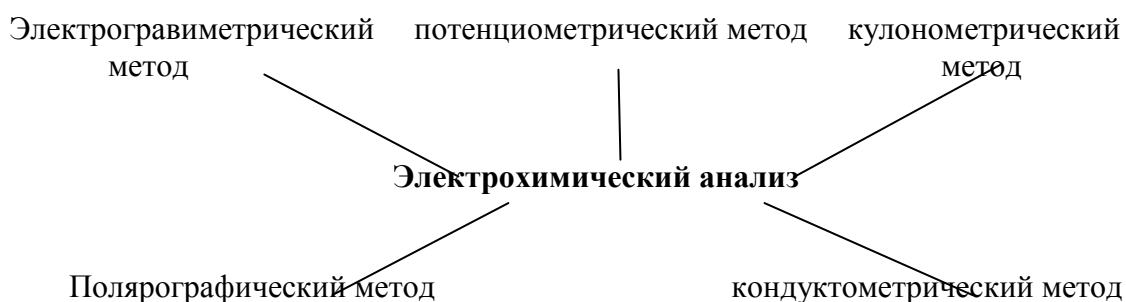 Электрогравиметрический метод
потенциометрический метод
кулонометрический метод
Электрохимический анализ
Полярографический метод
кондуктометрический метод